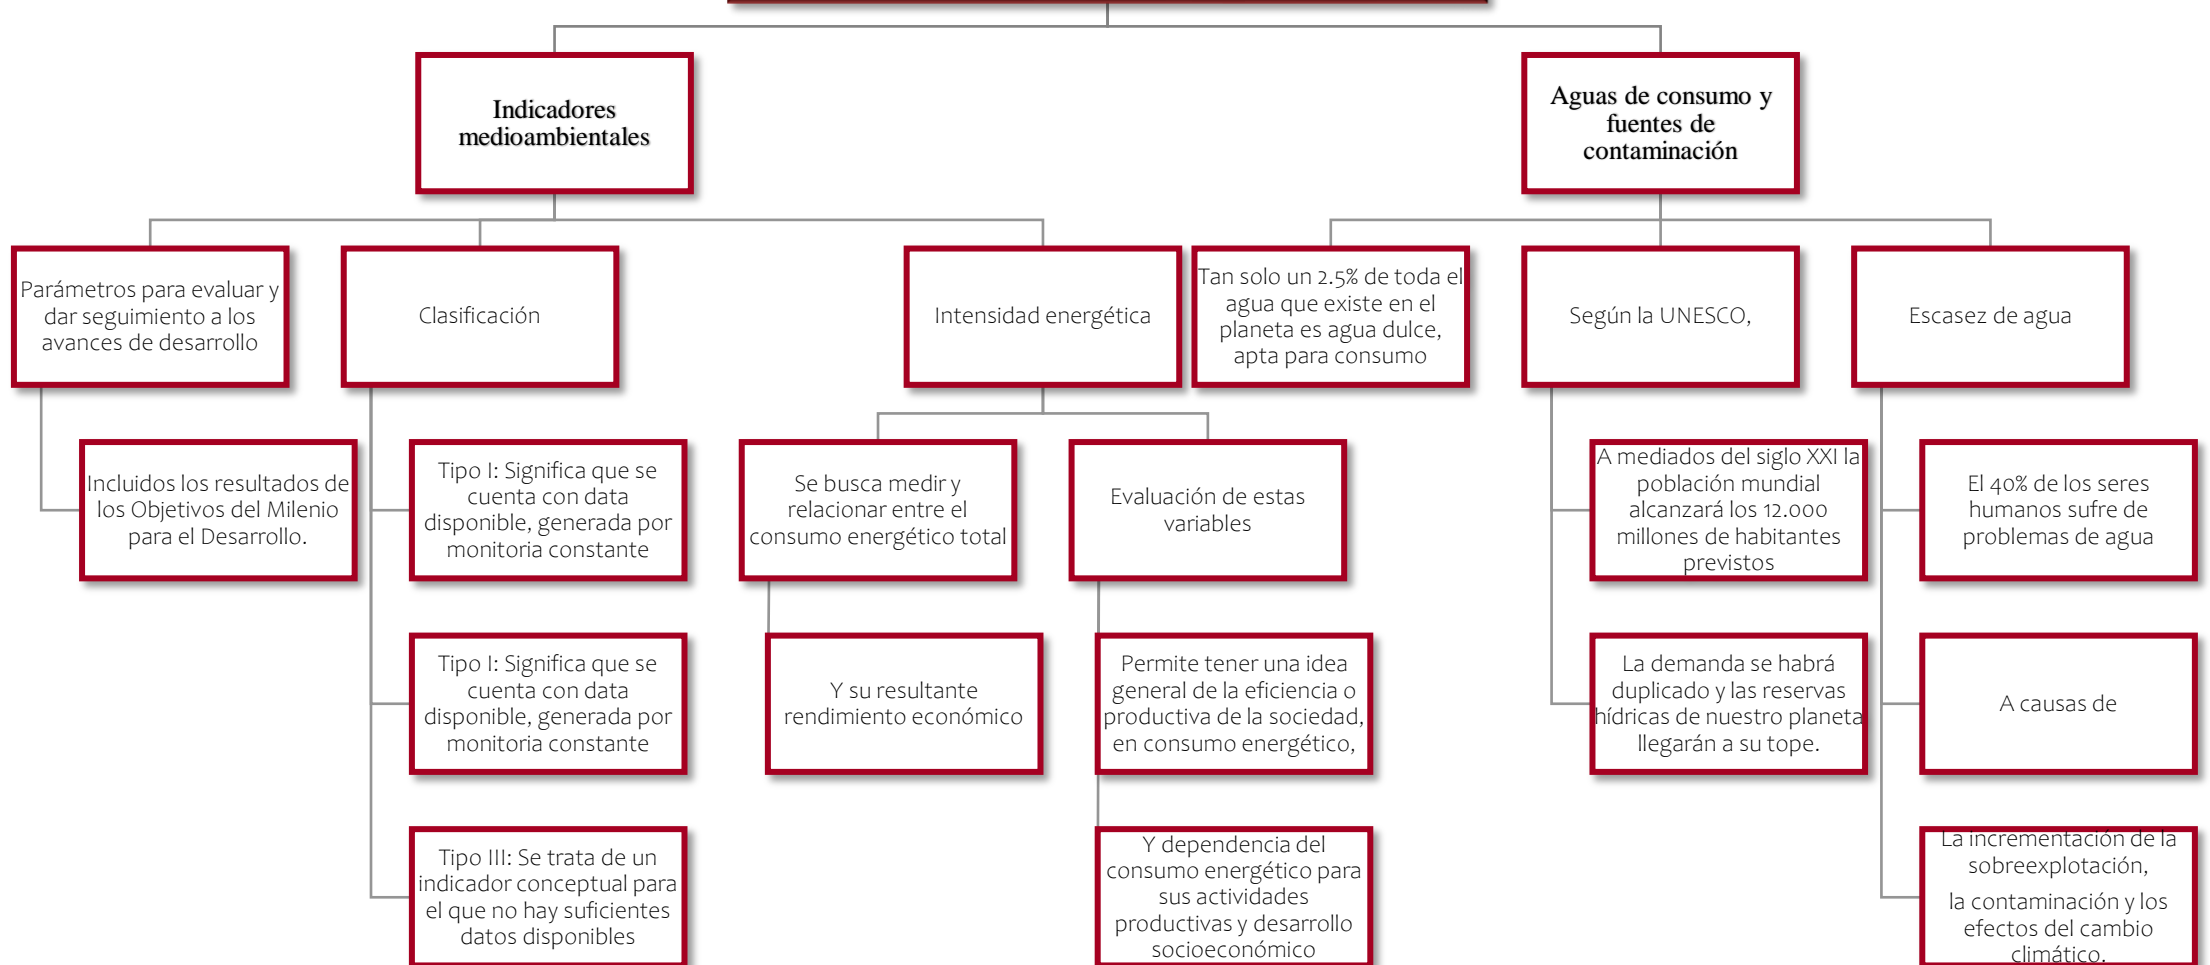 Indicadores
medioambientales
Aguas de consumo y
fuentes de
contaminación
Parámetros para evaluar y
dar seguimiento a los
avances de desarrollo
Clasificación
Intensidad energética
Tan solo un 2.5% de toda el
agua que existe en el
planeta es agua dulce,
apta para consumo
Según la UNESCO,
Escasez de agua
Incluidos los resultados de
los Objetivos del Milenio
para el Desarrollo.
Tipo I: Significa que se
cuenta con data
disponible, generada por
monitoria constante
Se busca medir y
relacionar entre el
consumo energético total
Evaluación de estas
variables
A mediados del siglo XXI la
población mundial
alcanzará los 12.000
millones de habitantes
previstos
El 40% de los seres
humanos sufre de
problemas de agua
Tipo I: Significa que se
cuenta con data
disponible, generada por
monitoria constante
Y su resultante
rendimiento económico
Permite tener una idea
general de la eficiencia o
productiva de la sociedad,
en consumo energético,
La demanda se habrá
duplicado y las reservas
hídricas de nuestro planeta
llegarán a su tope.
A causas de
Tipo III: Se trata de un
indicador conceptual para
el que no hay suficientes
datos disponibles
Y dependencia del
consumo energético para
sus actividades
productivas y desarrollo
socioeconómico
La incrementación de la
sobreexplotación,
la contaminación y los
efectos del cambio
climático.